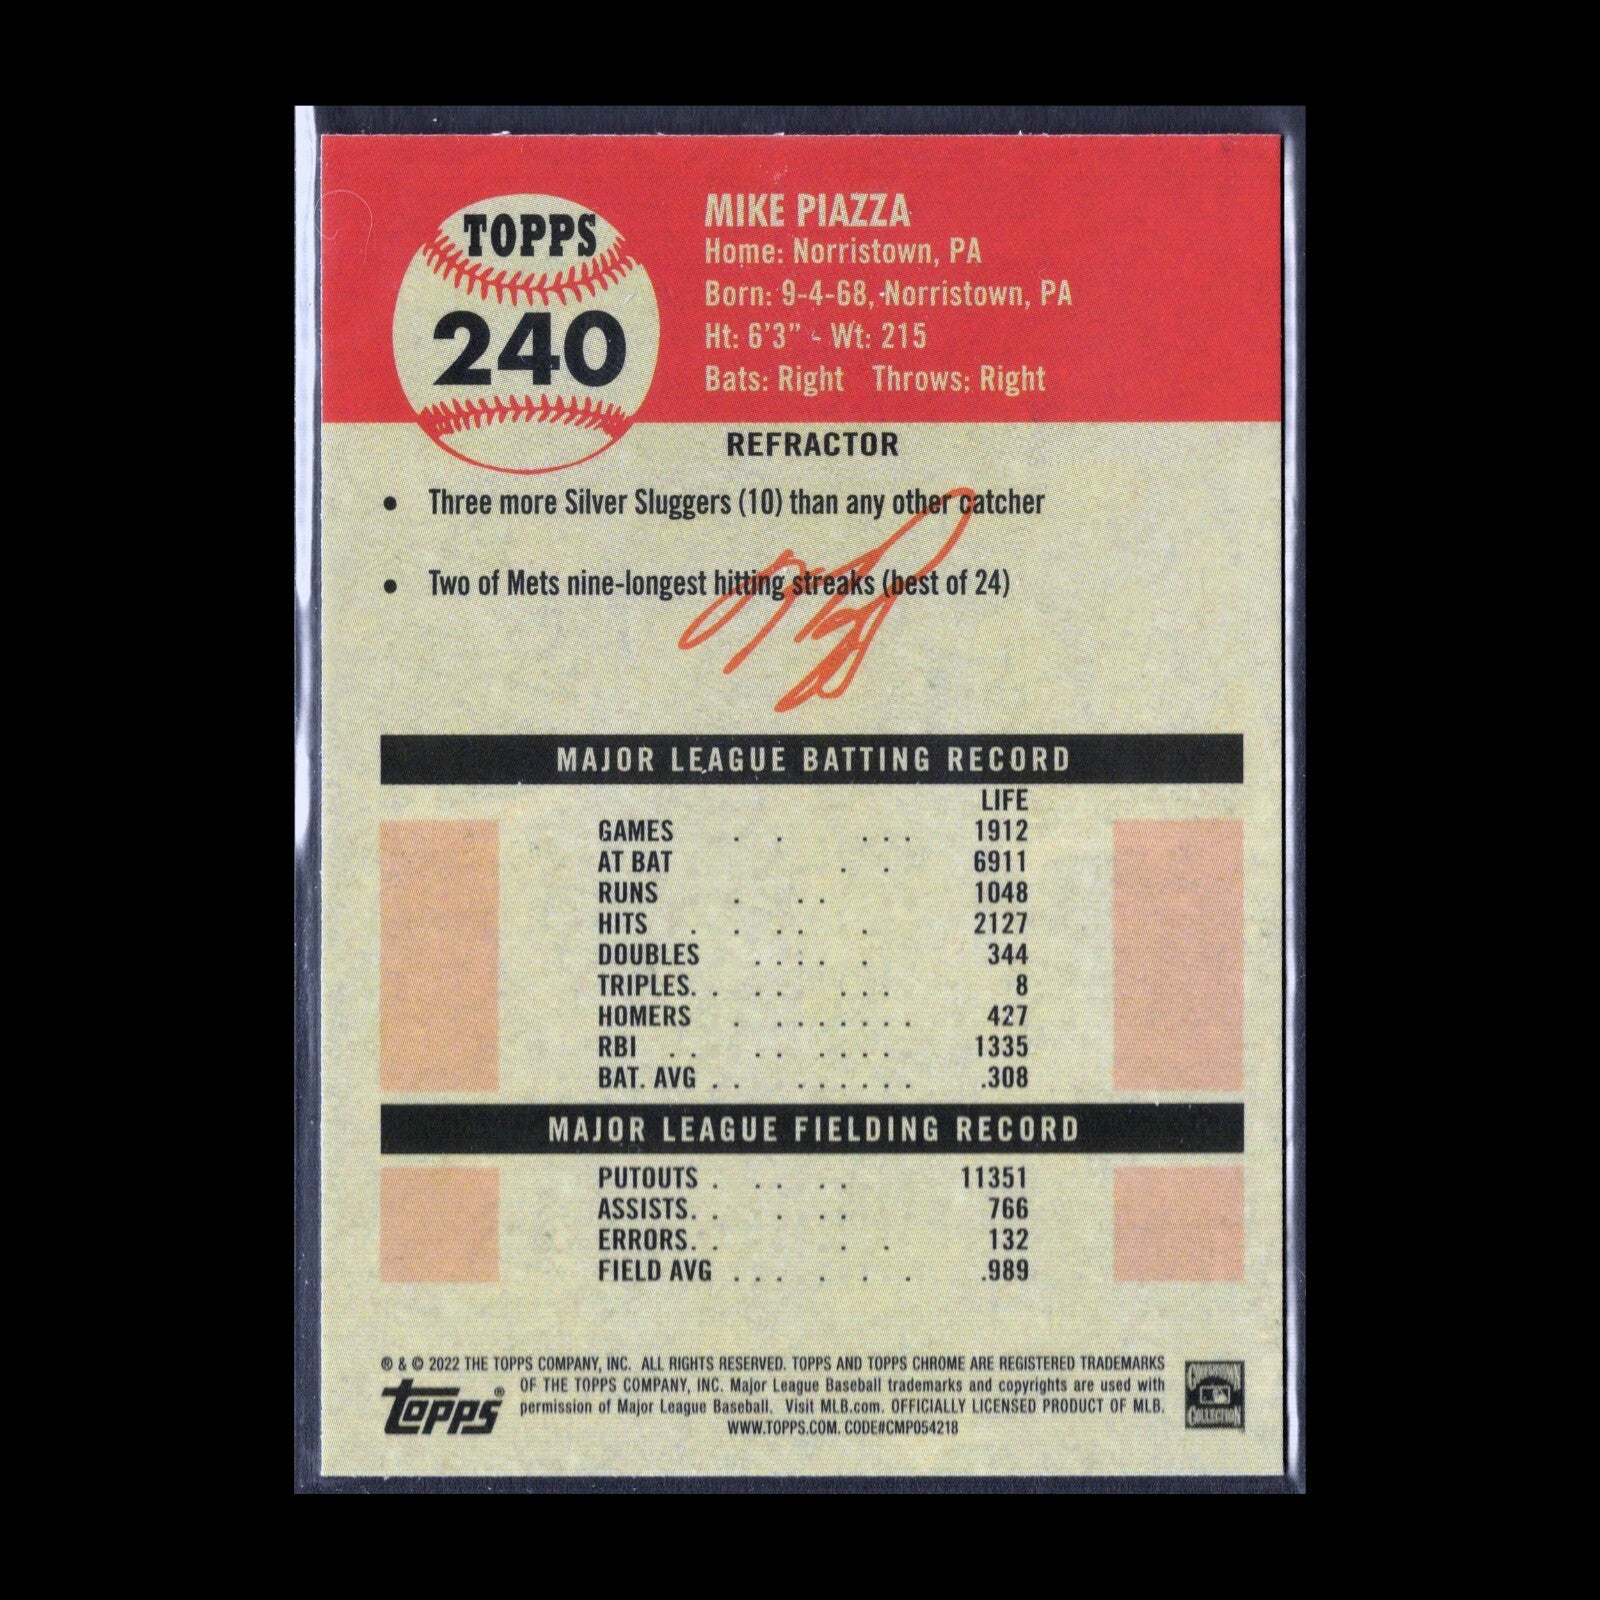 TOPPS
240
MIKE PIAZZA
Home: Norristown, PA
Born: 9-4-68, Norristown, PA
Ht: 6'3" - Wt: 215
Bats: Right Throws: Right
REFRACTOR
• Three more Silver Sluggers (10) than any other catcher
• Two of Mets nine-longest hitting streaks (best of 24)
MAJOR LEAGUE BATTING RECORD
LIFE
GAMES . . . . . 1912
AT BAT . . 6911
RUNS . . . 1048
HITS . . . . . 2127
DOUBLES . . . . . 344
TRIPLES. . . . . . . 8
HOMERS . . . . . . . . 427
RBI . . . . . . . . 1335
BAT. AVG . . . . . . . . 308
MAJOR LEAGUE FIELDING RECORD
PUTOUTS . . . . . 11351
ASSISTS. . . . . 766
ERRORS. . . . 132
FIELD AVG . . . . . . .989
® & © 2022 THE TOPPS COMPANY, INC. ALL RIGHTS RESERVED. TOPPS AND TOPPS CHROME ARE REGISTERED TRADEMARKS
OF THE TOPPS COMPANY, INC. Major League Baseball trademarks and copyrights are used with
permission of Major League Baseball. Visit MLB.com. OFFICIALLY LICENSED PRODUCT OF MLB.
WWW.TOPPS.COM. CODE#CMP054218
topps®
COOPERSTOWN
COLLECTION